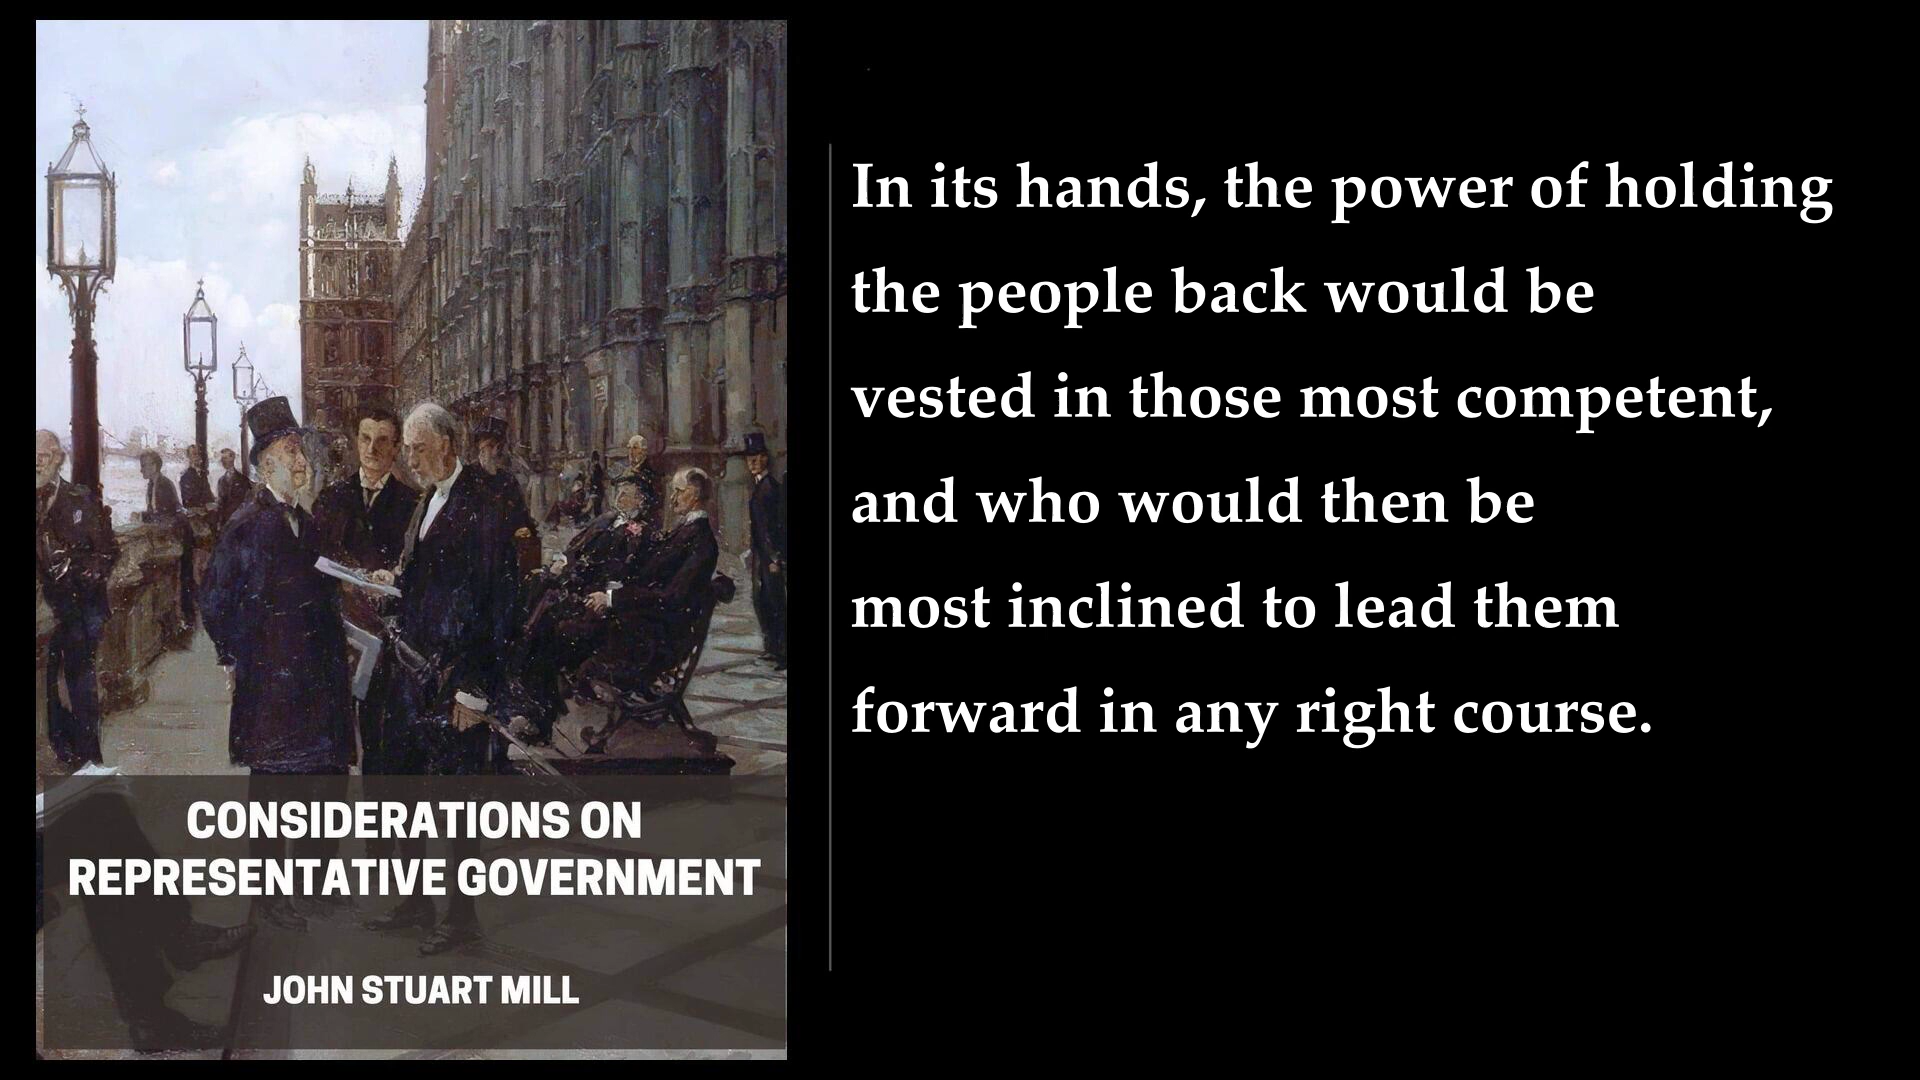 CONSIDERATIONS ON
REPRESENTATIVE GOVERNMENT
JOHN STUART MILL
In its hands, the power of holding
the people back would be
vested in those most competent,
and who would then be
most inclined to lead them
forward in any right course.